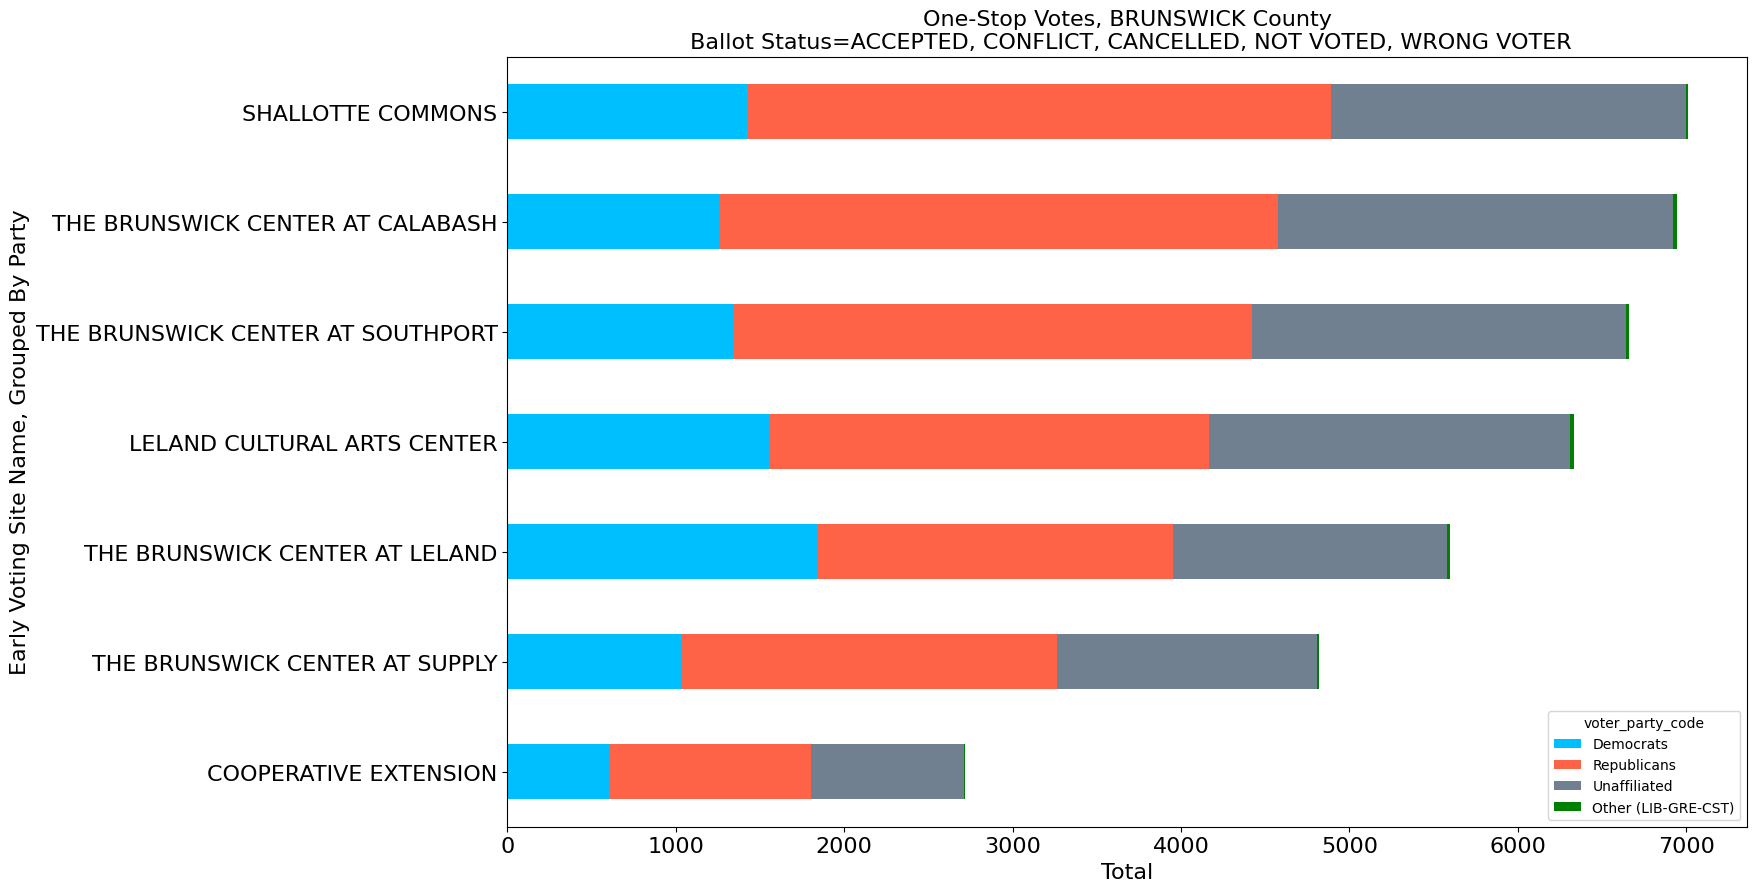 One-Stop Votes, BRUNSWICK County
Ballot Status=ACCEPTED, CONFLICT, CANCELLED, NOT VOTED, WRONG VOTER
Early Voting Site Name, Grouped By Party
SHALLOTTE COMMONS
THE BRUNSWICK CENTER AT CALABASH
THE BRUNSWICK CENTER AT SOUTHPORT
LELAND CULTURAL ARTS CENTER
THE BRUNSWICK CENTER AT LELAND
THE BRUNSWICK CENTER AT SUPPLY
COOPERATIVE EXTENSION
voter_party_code
Democrats
Republicans
Unaffiliated
Other (LIB-GRE-CST)
0 1000 2000 3000 4000 5000 6000 7000
Total